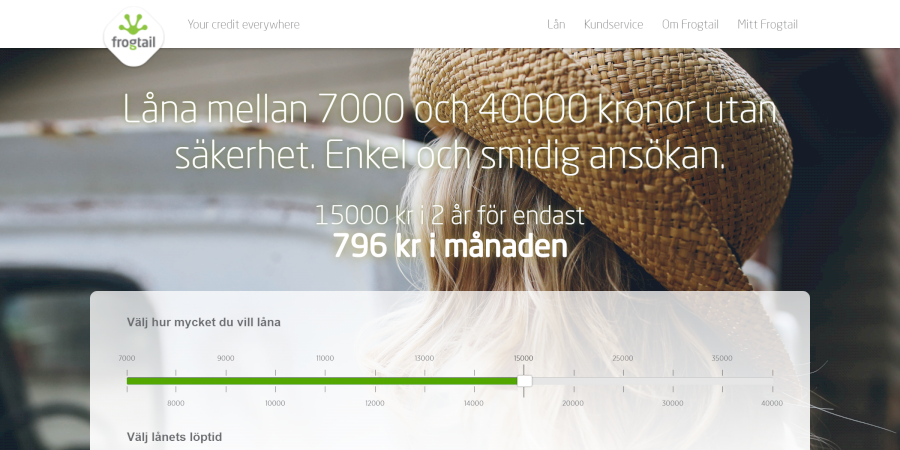 frogtail
Your credit everywhere
Lån Kundservice Om Frogtail Mitt Frogtail
Låna mellan 7000 och 40000 kronor utan
säkerhet. Enkel och smidig ansökan.
15000 kr i 2 år för endast
796 kr i månaden
Välj hur mycket du vill låna
7000 9000 11000 13000 15000 25000 35000
8000 10000 12000 14000 20000 30000 40000
Välj lånets löptid